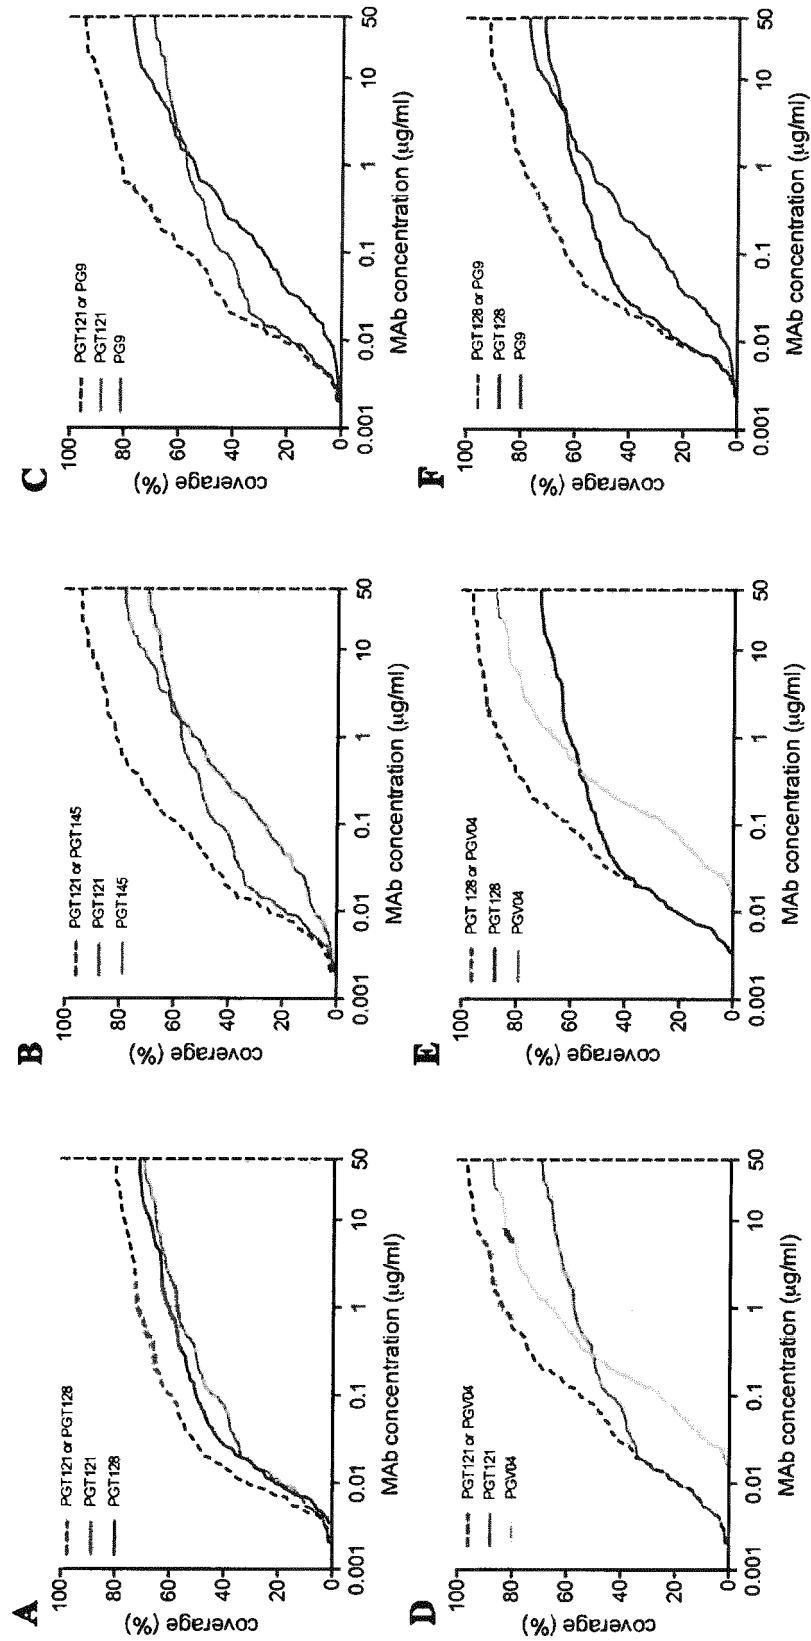 A
coverage (%)
100
80
60
40
20
0
PGT121 or PGT128
PGT121
PGT128
0.001
0.01
0.1
1
10
50
MAb concentration (µg/ml)
B
coverage (%)
100
80
60
40
20
0
PGT121 or PGT145
PGT121
PGT145
0.001
0.01
0.1
1
10
50
MAb concentration (µg/ml)
C
coverage (%)
100
80
60
40
20
0
PGT121 or PG9
PGT121
PG9
0.001
0.01
0.1
1
10
50
MAb concentration (µg/ml)
D
coverage (%)
100
80
60
40
20
0
PGT121 or PGV04
PGT121
PGV04
0.001
0.01
0.1
1
10
50
MAb concentration (µg/ml)
E
coverage (%)
100
80
60
40
20
0
PGT 128 or PGV04
PGT128
PGV04
0.001
0.01
0.1
1
10
50
MAb concentration (µg/ml)
F
coverage (%)
100
80
60
40
20
0
PGT128 or PG9
PGT128
PG9
0.001
0.01
0.1
1
10
50
MAb concentration (µg/ml)